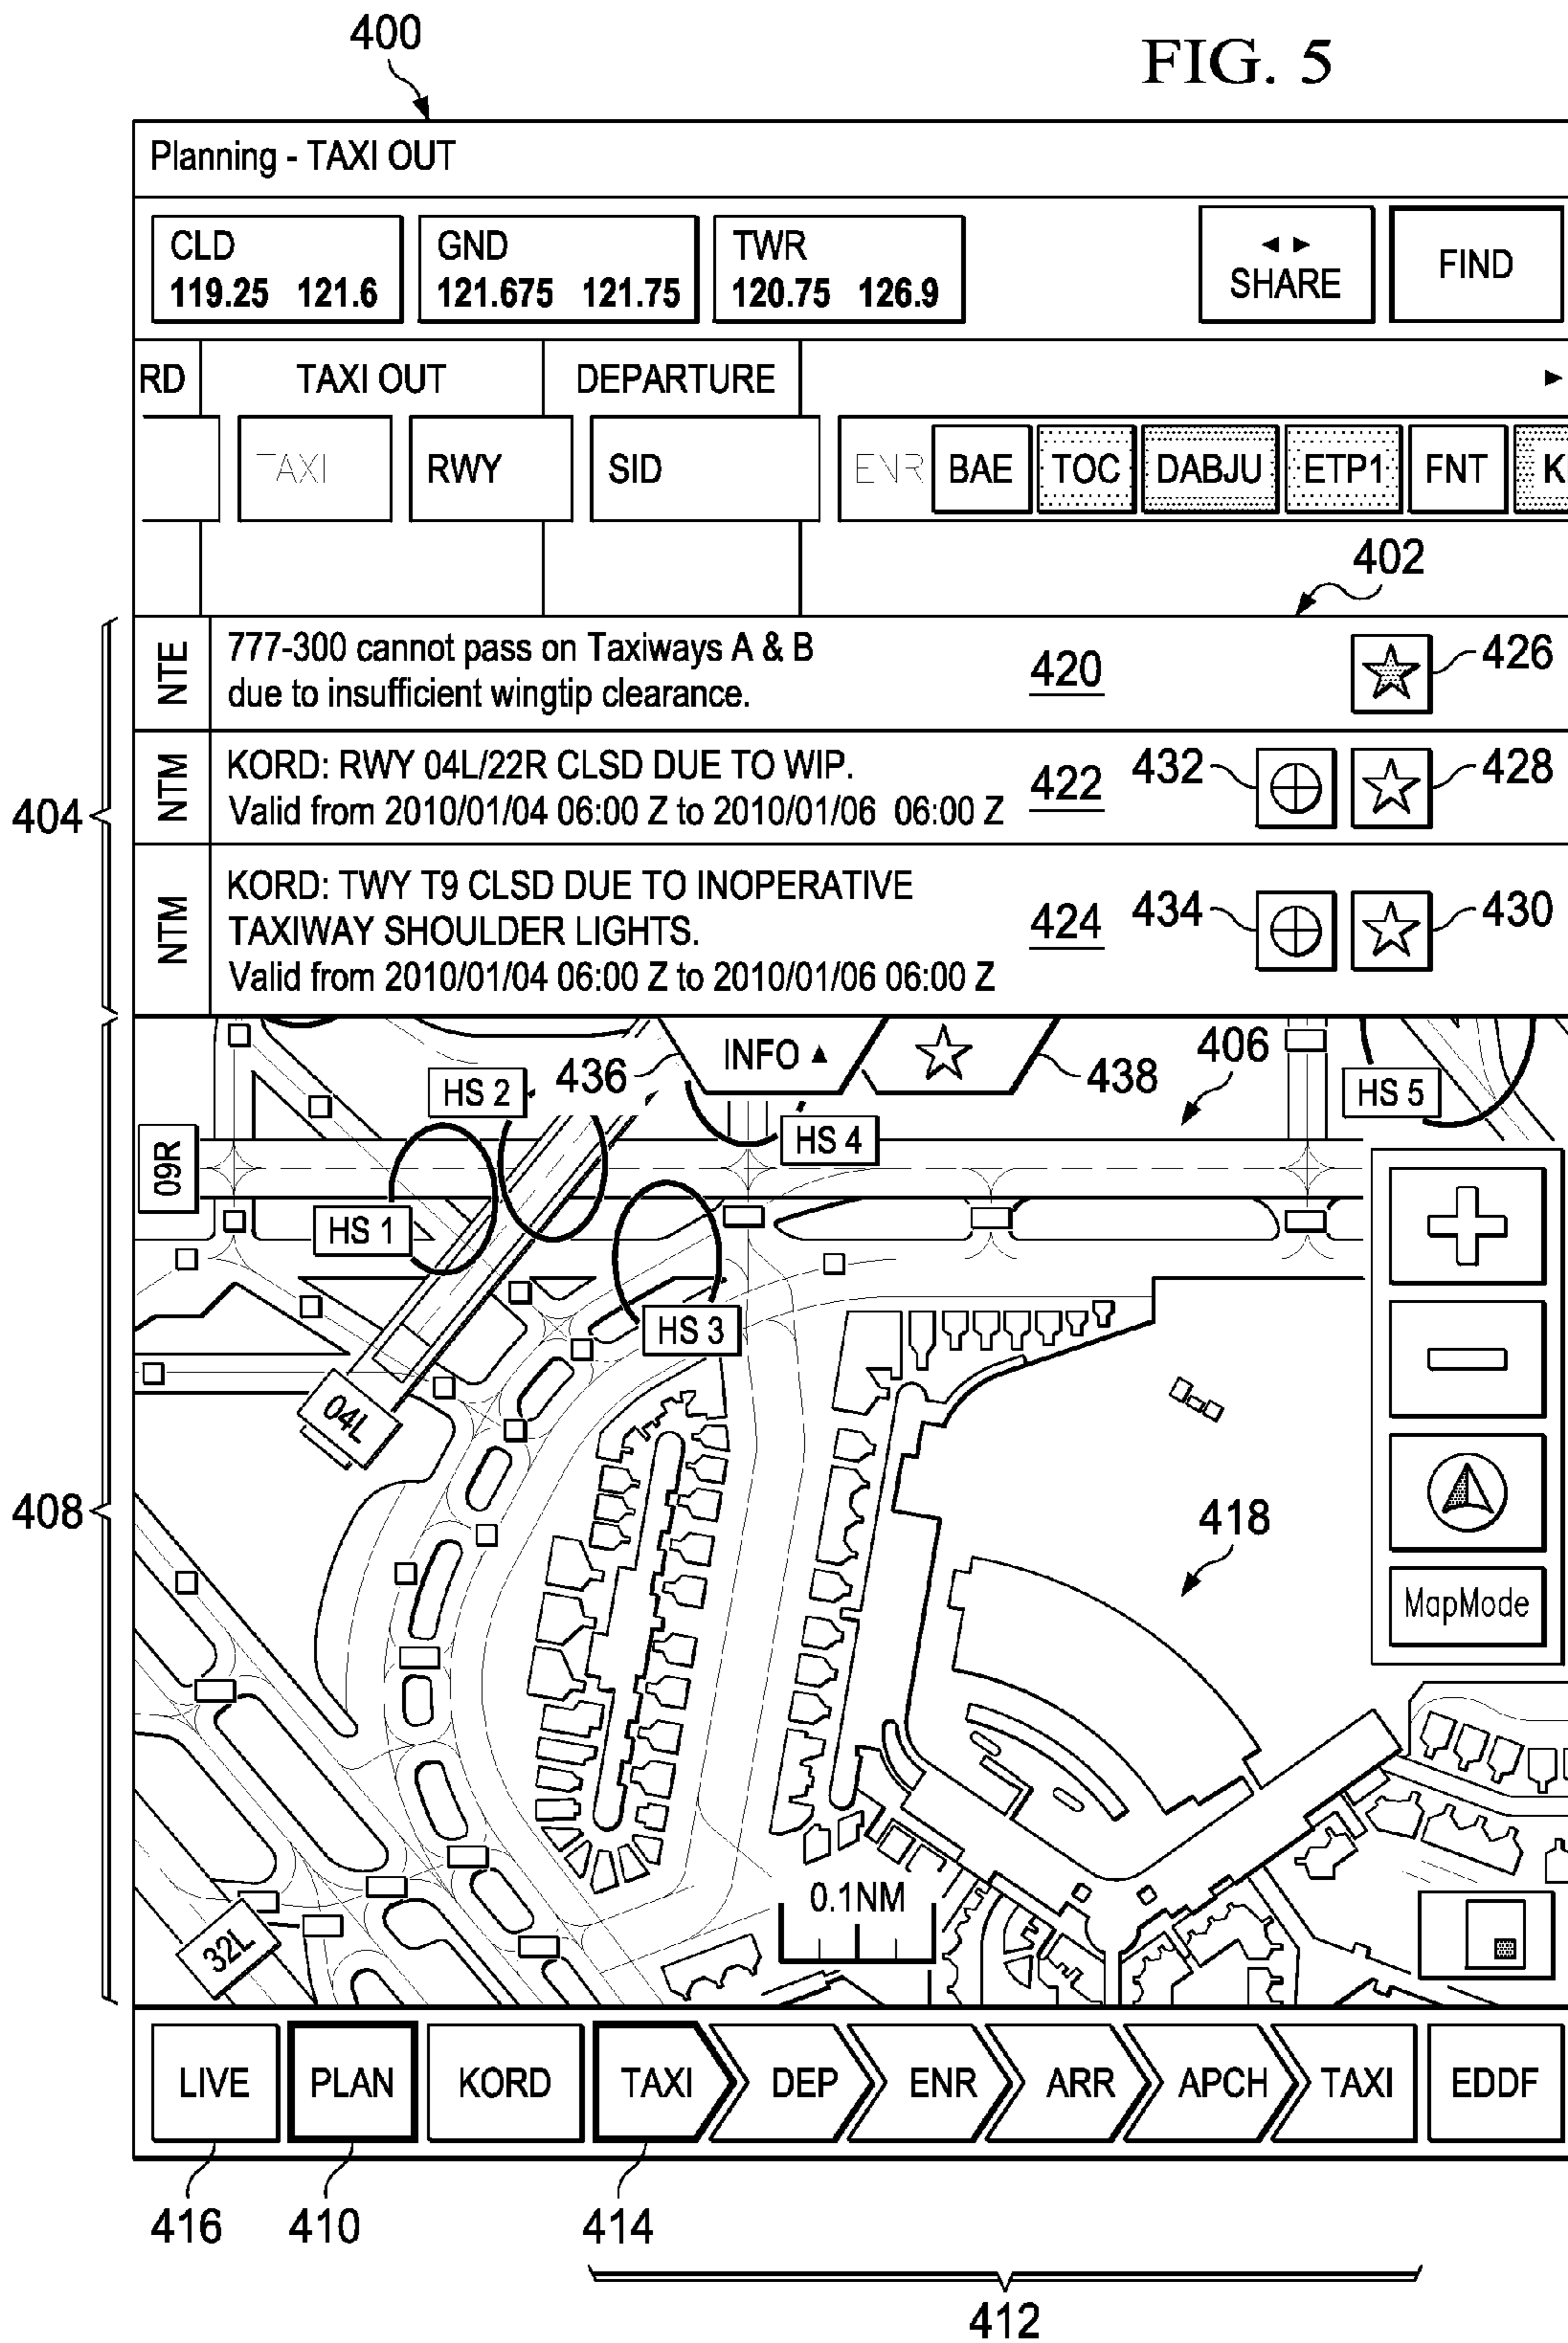 400
FIG. 5
Planning - TAXI OUT
CLD
119.25 121.6
GND
121.675 121.75
TWR
120.75 126.9
SHARE
FIND
RD
TAXI OUT
DEPARTURE
TAXI
RWY
SID
ENR
BAE
TOC
DABJU
ETP1
FNT
K
402
404
NTE
777-300 cannot pass on Taxiways A & B
due to insufficient wingtip clearance.
420
426
NTM
KORD: RWY 04L/22R CLSD DUE TO WIP.
Valid from 2010/01/04 06:00 Z to 2010/01/06 06:00 Z
422
432
428
NTM
KORD: TWY T9 CLSD DUE TO INOPERATIVE
TAXIWAY SHOULDER LIGHTS.
Valid from 2010/01/04 06:00 Z to 2010/01/06 06:00 Z
424
434
430
408
INFO
436
438
406
HS 2
HS 5
HS 4
09R
HS 1
HS 3
04L
418
MapMode
0.1NM
32L
LIVE
PLAN
KORD
TAXI
DEP
ENR
ARR
APCH
TAXI
EDDF
416
410
414
412